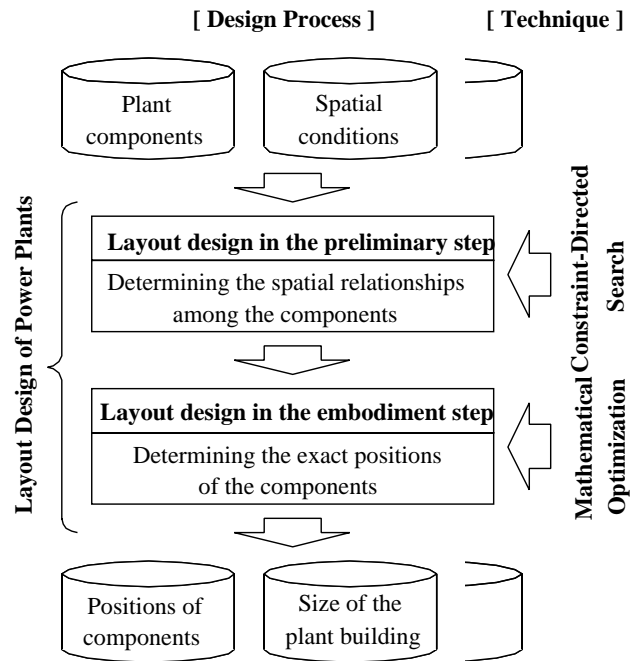 [ Design Process ]
[ Technique ]
Plant
components
Spatial
conditions
Layout Design of Power Plants
Layout design in the preliminary step
Determining the spatial relationships
among the components
Constraint-Directed
Search
Layout design in the embodiment step
Determining the exact positions
of the components
Mathematical
Optimization
Positions of
components
Size of the
plant building